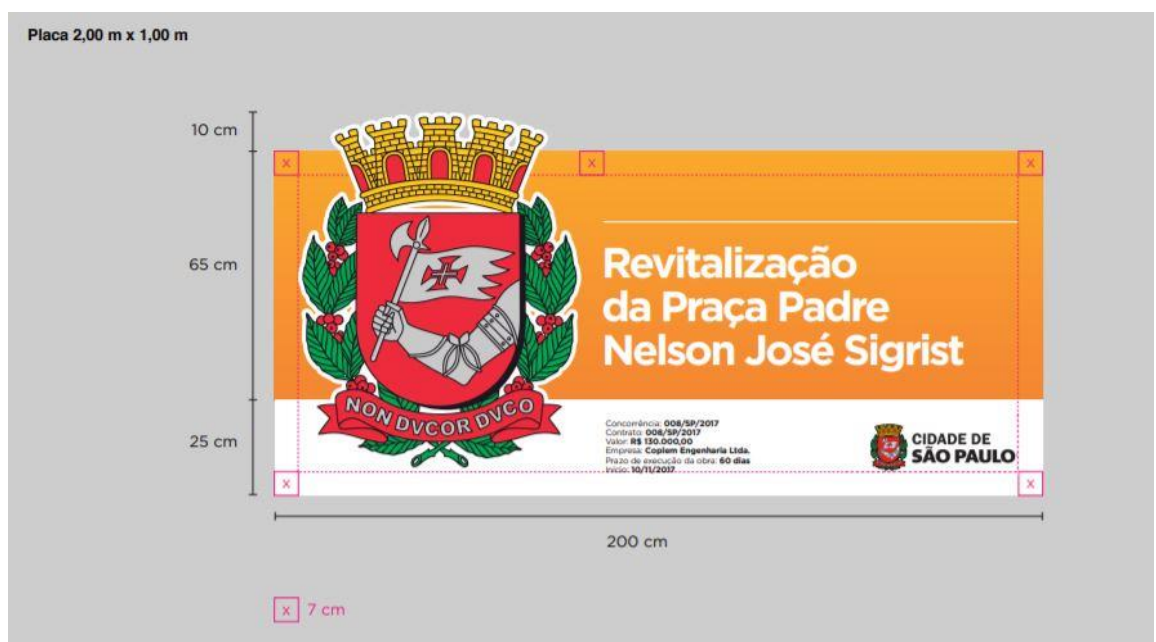 Placa 2,00 m x 1,00 m
10 cm
65 cm
25 cm
x
x
x
Revitalização
da Praça Padre
Nelson José Sigrist
NON DVCOR DVCO
Concorrência: 008/SP/2017
Contrato: 008/SP/2017
Valor: R$ 130.000,00
Empresa: Coplem Engenharia Ltda.
Prazo de execução da obra: 60 dias
Início: 10/11/2017
CIDADE DE
SÃO PAULO
x
x
200 cm
x 7 cm